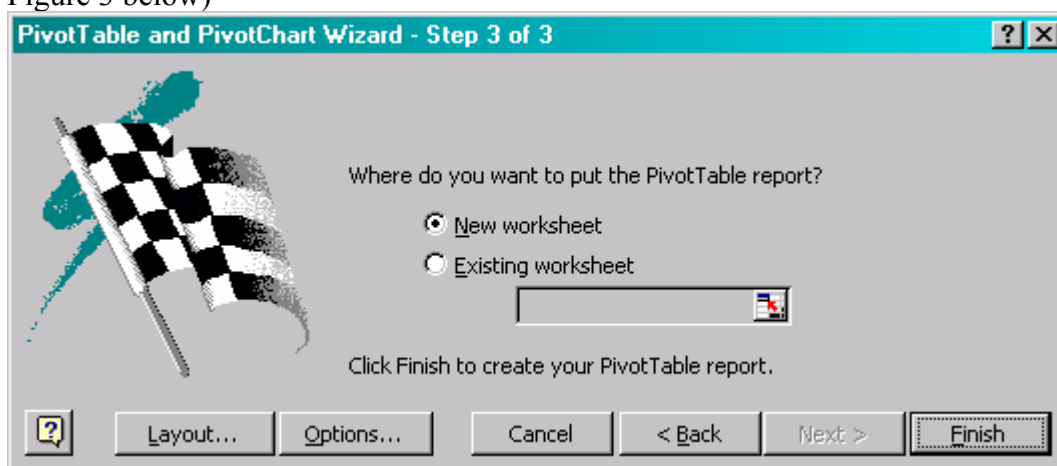 Figure 3 below)
PivotTable and PivotChart Wizard - Step 3 of 3
Where do you want to put the PivotTable report?
New worksheet
Existing worksheet
Click Finish to create your PivotTable report.
Layout... Options... Cancel < Back Next > Finish